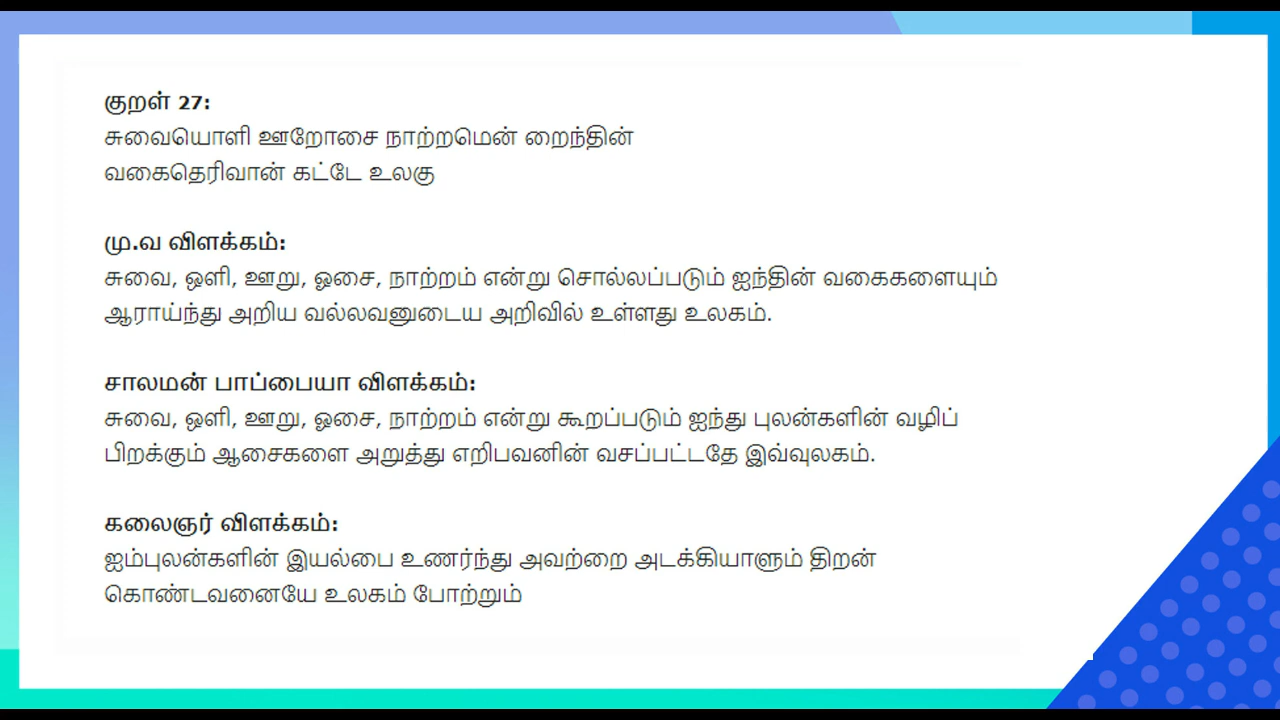 குறள் 27:
சுவையொளி ஊறோசை நாற்றமென் றைந்தின்
வகைதெரிவான் கட்டே உலகு
மு.வ விளக்கம்:
சுவை, ஒளி, ஊறு, ஓசை, நாற்றம் என்று சொல்லப்படும் ஐந்தின் வகைகளையும்
ஆராய்ந்து அறிய வல்லவனுடைய அறிவில் உள்ளது உலகம்.
சாலமன் பாப்பையா விளக்கம்:
சுவை, ஒளி, ஊறு, ஓசை, நாற்றம் என்று கூறப்படும் ஐந்து புலன்களின் வழிப்
பிறக்கும் ஆசைகளை அறுத்து எறிபவனின் வசப்பட்டதே இவ்வுலகம்.
கலைஞர் விளக்கம்:
ஐம்புலன்களின் இயல்பை உணர்ந்து அவற்றை அடக்கியாளும் திறன்
கொண்டவனையே உலகம் போற்றும்